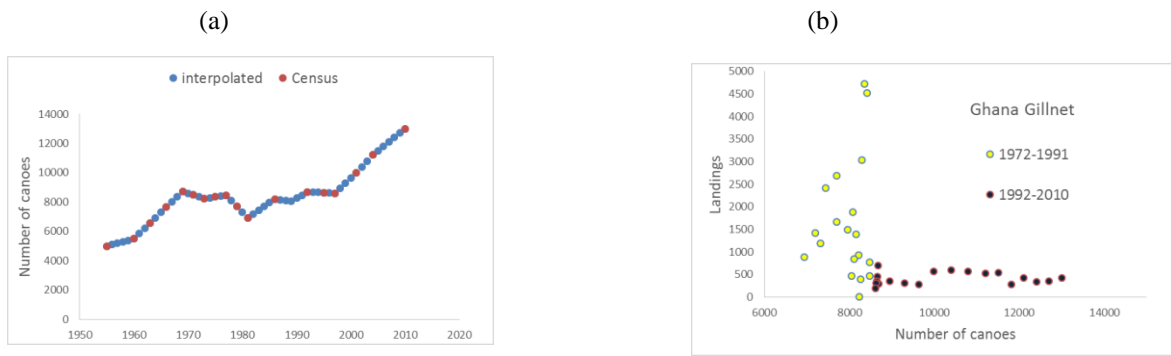 (a)
(b)
interpolated Census
14000
12000
10000
8000
6000
4000
2000
0
Number of canoes
1950 1960 1970 1980 1990 2000 2010 2020
5000
4500
4000
3500
3000
2500
2000
1500
1000
500
0
Landings
Ghana Gillnet
1972-1991
1992-2010
6000 8000 10000 12000 14000
Number of canoes